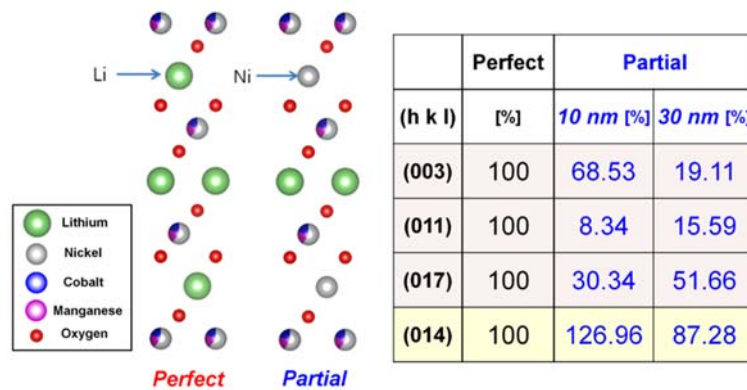 Li
Ni
Lithium
Nickel
Cobalt
Manganese
Oxygen
Perfect
Partial
Perfect Partial
(h k l) [%] 10 nm [%] 30 nm [%]
(003) 100 68.53 19.11
(011) 100 8.34 15.59
(017) 100 30.34 51.66
(014) 100 126.96 87.28